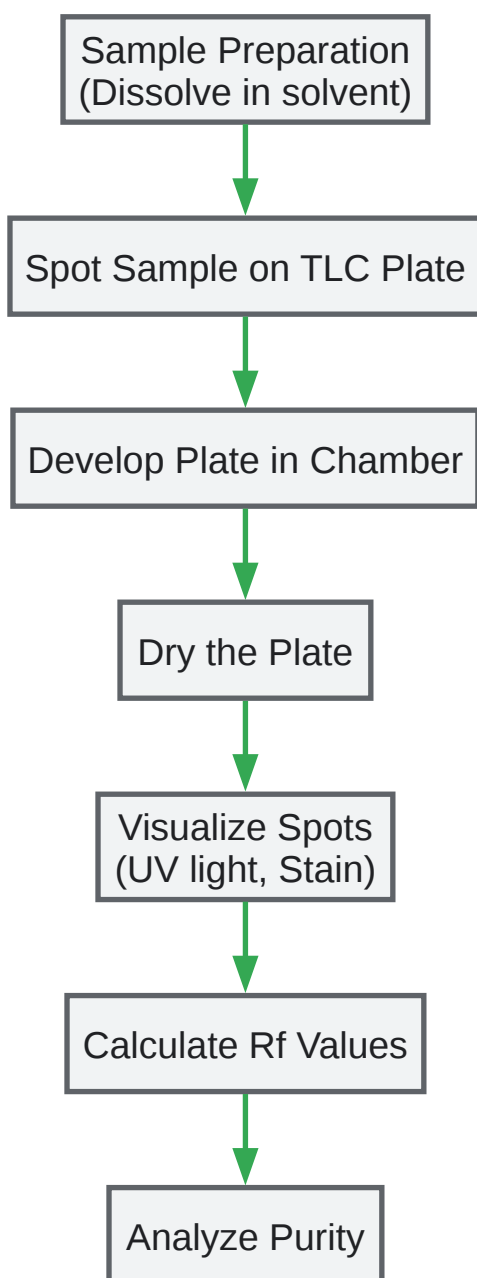 Sample Preparation
(Dissolve in solvent)
Spot Sample on TLC Plate
Develop Plate in Chamber
Dry the Plate
Visualize Spots
(UV light, Stain)
Calculate Rf Values
Analyze Purity